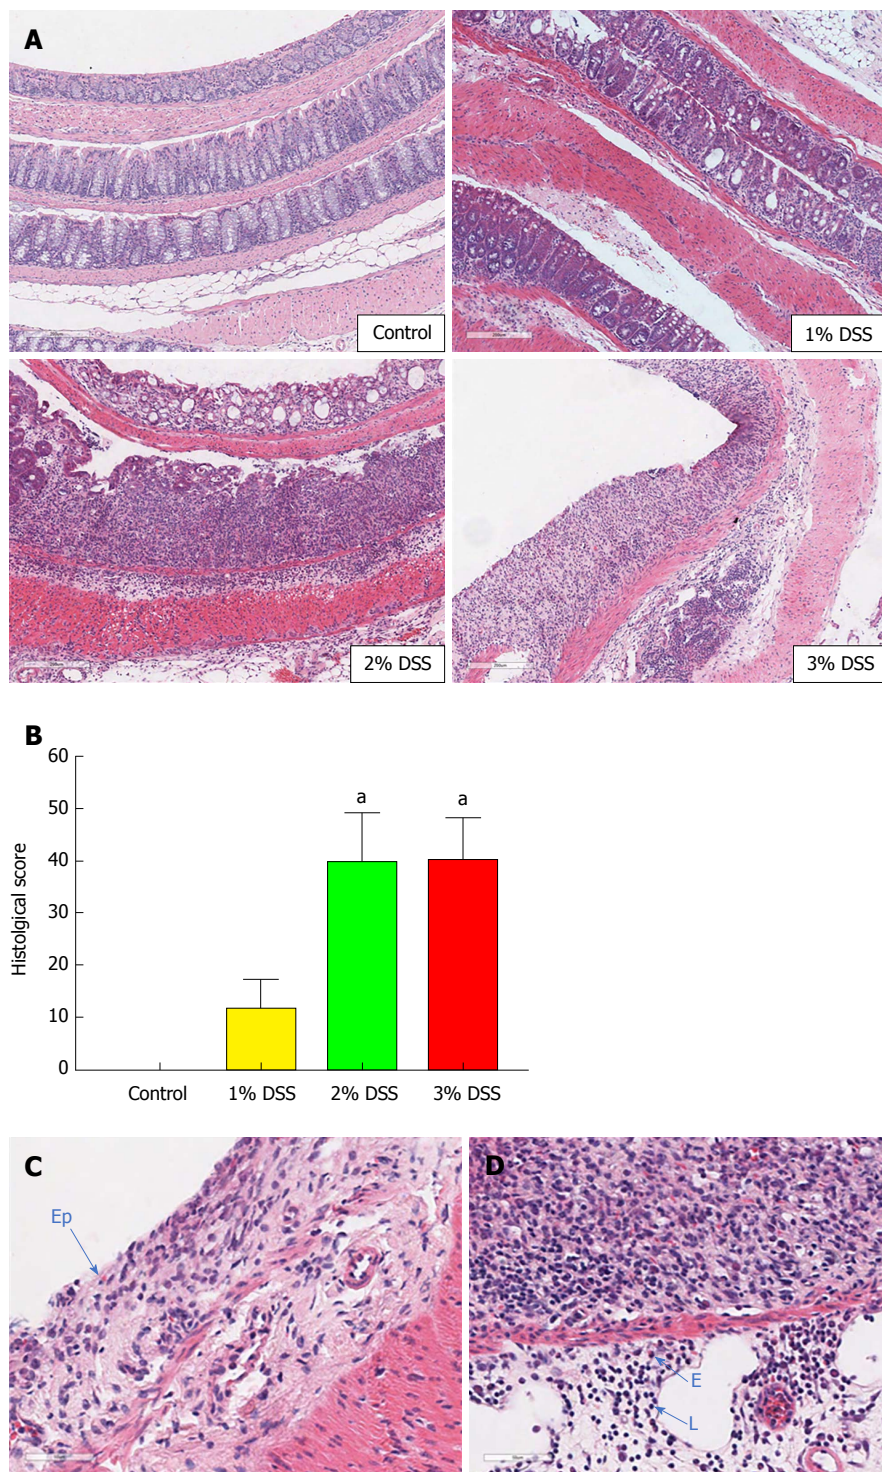 A
Control
1% DSS
2% DSS
200μm
3% DSS
B
60
50
40
30
20
10
0
Histolgical score
a
a
Control
1% DSS
2% DSS
3% DSS
C
Ep
D
E
L